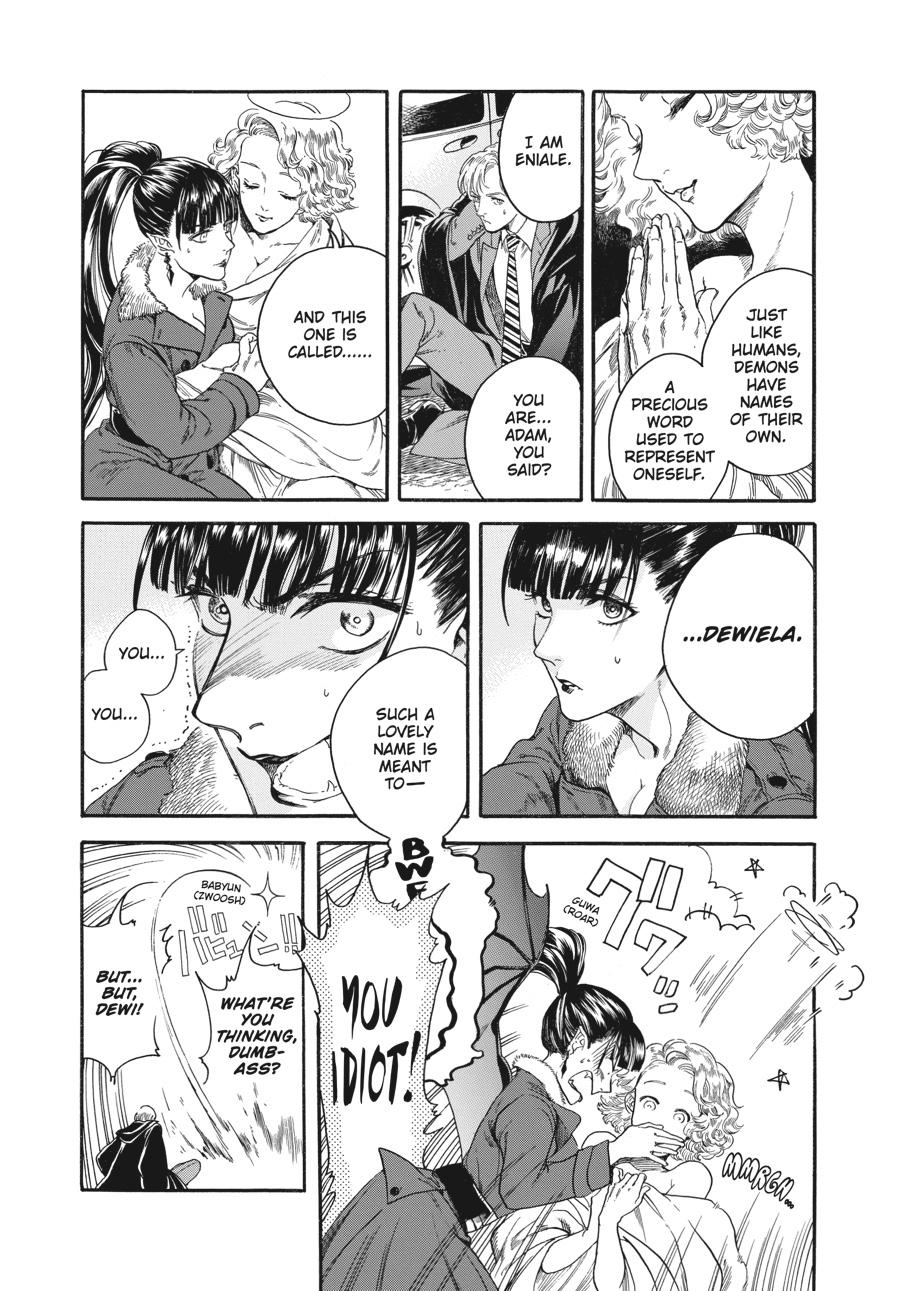 JUST
LIKE
HUMANS,
DEMONS
HAVE
NAMES
OF THEIR
OWN.
A
PRECIOUS
WORD
USED TO
REPRESENT
ONESELF.
I AM
ENIALE.
YOU
ARE...
ADAM,
YOU
SAID?
AND THIS
ONE IS
CALLED......
...DEWIELA.
SUCH A
LOVELY
NAME IS
MEANT
TO—
YOU...
YOU...
BWF
グワッ!!
GUWA
(ROAR)
YOU
IDIOT!
MMRGH...
BABYUN
(ZWOOSH)
バビュン!!
WHAT'RE
YOU
THINKING,
DUMB-
ASS?
BUT...
BUT,
DEWI!